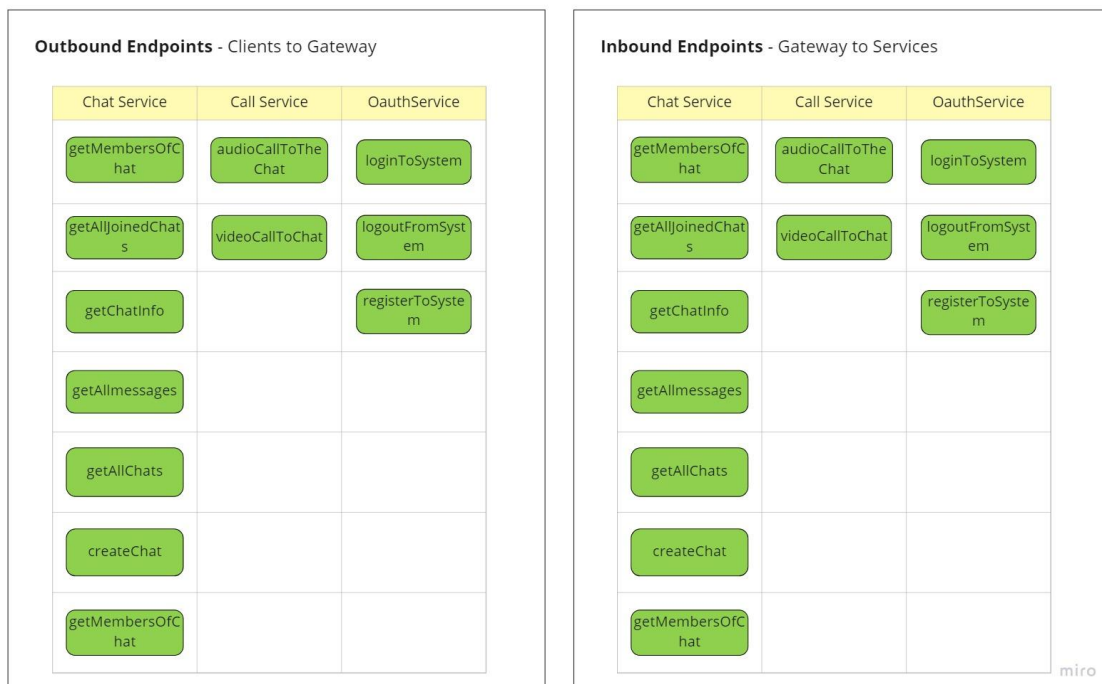 Outbound Endpoints - Clients to Gateway
Chat Service Call Service OauthService
getMembersOfC
hat
audioCallToThe
Chat
loginToSystem
getAllJoinedChat
s
videoCallToChat
logoutFromSyst
em
getChatInfo
registerToSyste
m
getAllmessages
getAllChats
createChat
getMembersOfC
hat
Inbound Endpoints - Gateway to Services
Chat Service Call Service OauthService
getMembersOfC
hat
audioCallToThe
Chat
loginToSystem
getAllJoinedChat
s
videoCallToChat
logoutFromSyst
em
getChatInfo
registerToSyste
m
getAllmessages
getAllChats
createChat
getMembersOfC
hat
miro